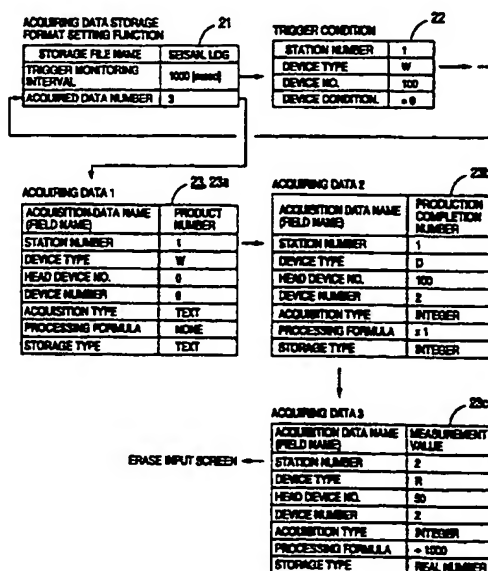 ACQUIRING DATA STORAGE
FORMAT SETTING FUNCTION
21
STORAGE FILE NAME SEISAN. LOG
TRIGGER MONITORING INTERVAL 1000 [msec]
ACQUIRED DATA NUMBER 3
TRIGGER CONDITION
22
STATION NUMBER 1
DEVICE TYPE W
DEVICE NO. 100
DEVICE CONDITION.
ACQUIRING DATA 1
23, 23a
ACQUISITION DATA NAME (FIELD NAME) PRODUCT NUMBER
STATION NUMBER 1
DEVICE TYPE W
HEAD DEVICE NO. 0
DEVICE NUMBER
ACQUISITION TYPE TEXT
PROCESSING FORMULA NONE
STORAGE TYPE TEXT
ACQUIRING DATA 2
23b
ACQUISITION DATA NAME (FIELD NAME) PRODUCTION COMPLETION NUMBER
STATION NUMBER 1
DEVICE TYPE D
HEAD DEVICE NO. 100
DEVICE NUMBER 2
ACQUISITION TYPE INTEGER
PROCESSING FORMULA x 1
STORAGE TYPE INTEGER
ACQUIRING DATA 3
23c
ACQUISITION DATA NAME (FIELD NAME) MEASUREMENT VALUE
STATION NUMBER 2
DEVICE TYPE R
HEAD DEVICE NO. 50
DEVICE NUMBER 2
ACQUISITION TYPE INTEGER
PROCESSING FORMULA ÷ 1000
STORAGE TYPE REAL NUMBER
ERASE INPUT SCREEN